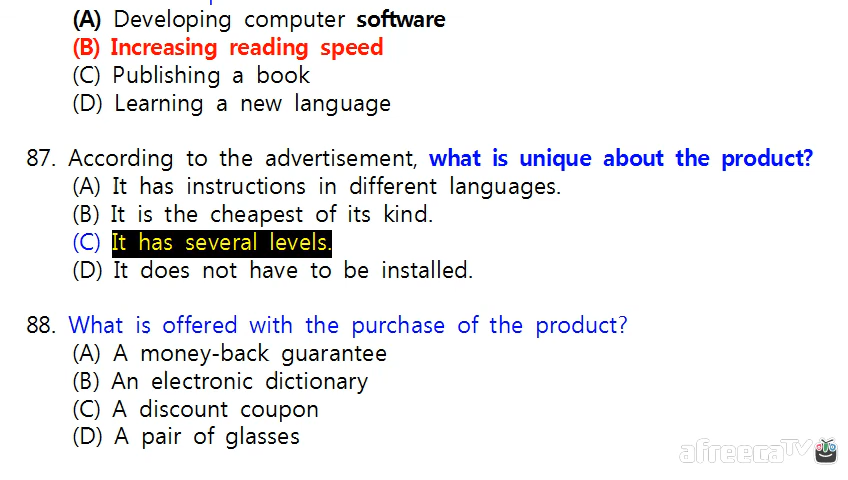 (A) Developing computer software
(B) Increasing reading speed
(C) Publishing a book
(D) Learning a new language
87. According to the advertisement, what is unique about the product?
(A) It has instructions in different languages.
(B) It is the cheapest of its kind.
(C) It has several levels.
(D) It does not have to be installed.
88. What is offered with the purchase of the product?
(A) A money-back guarantee
(B) An electronic dictionary
(C) A discount coupon
(D) A pair of glasses
afreecaTV